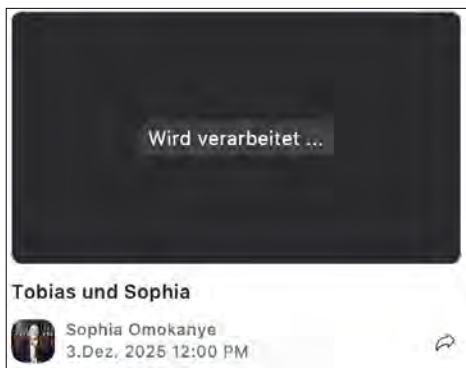 Wird verarbeitet ...
Tobias und Sophia
Sophia Omokanye
3.Dez. 2025 12:00 PM